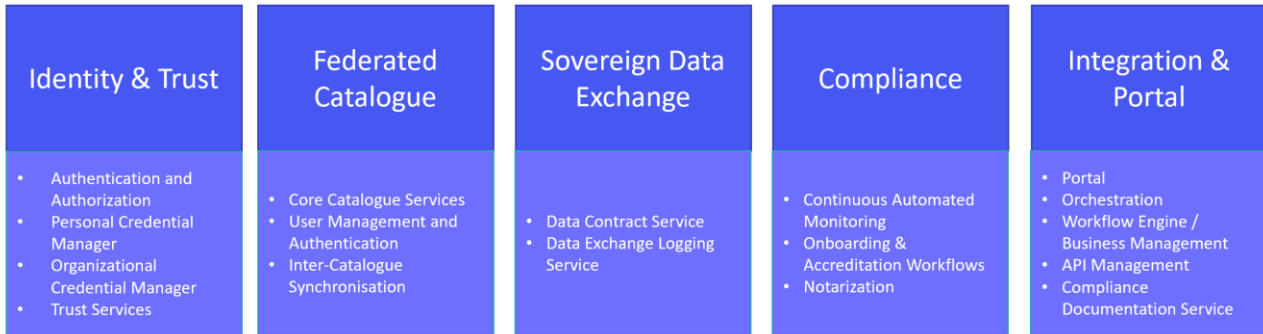 Identity & Trust
• Authentication and
Authorization
• Personal Credential
Manager
• Organizational
Credential Manager
• Trust Services
Federated
Catalogue
• Core Catalogue Services
• User Management and
Authentication
• Inter-Catalogue
Synchronisation
Sovereign Data
Exchange
• Data Contract Service
• Data Exchange Logging
Service
Compliance
• Continuous Automated
Monitoring
• Onboarding &
Accreditation Workflows
• Notarization
Integration &
Portal
• Portal
• Orchestration
• Workflow Engine /
Business Management
• API Management
• Compliance
Documentation Service